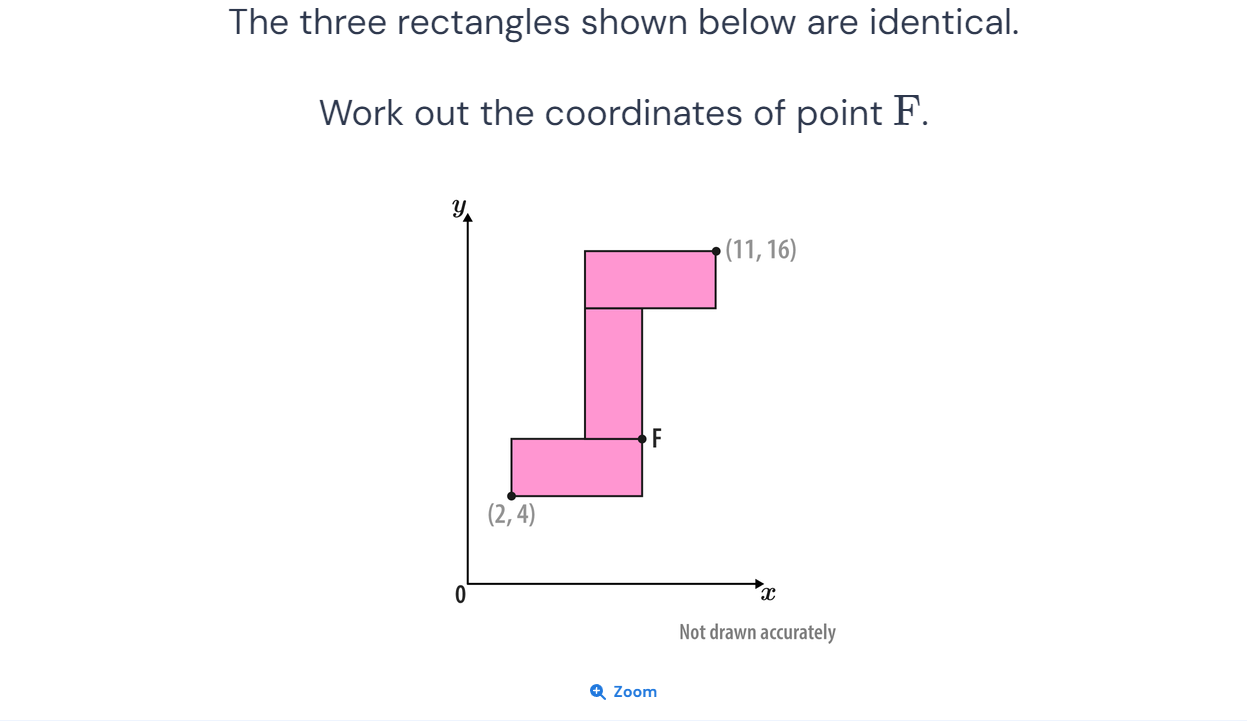 The three rectangles shown below are identical.
Work out the coordinates of point F.
y
(11, 16)
F
(2, 4)
0
x
Not drawn accurately
Zoom